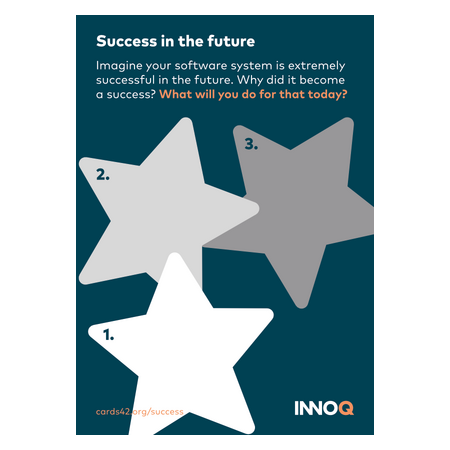 Success in the future
Imagine your software system is extremely
successful in the future. Why did it become
a success? What will you do for that today?
3.
2.
1.
cards42.org/success
INNOQ